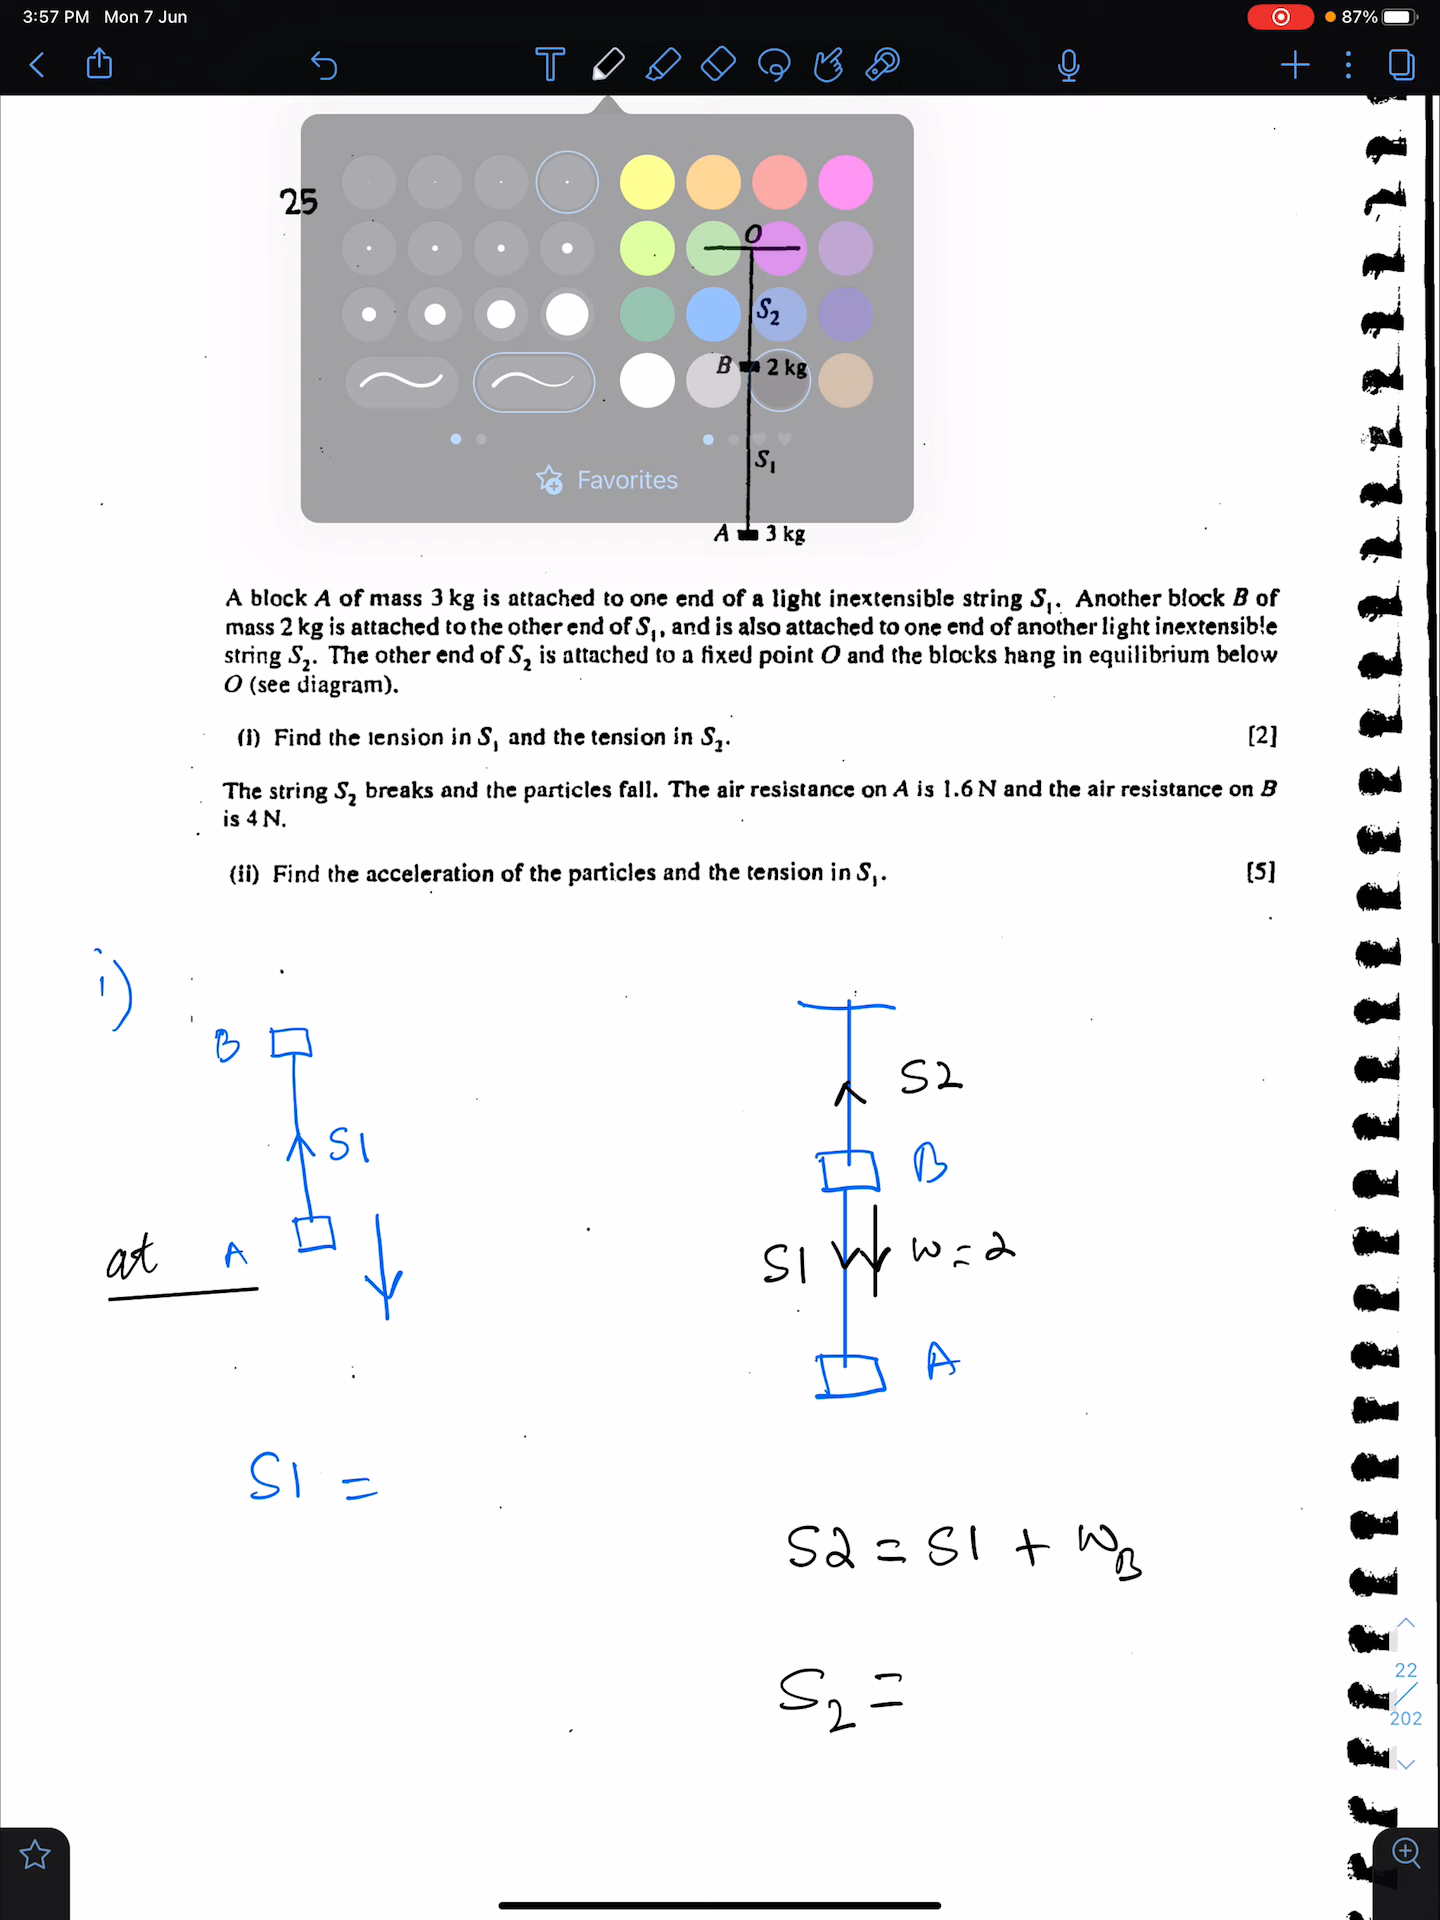 3:57 PM Mon 7 Jun
87%
25
O
S2
B 2 kg
S1
Favorites
A 3 kg
A block A of mass 3 kg is attached to one end of a light inextensible string S1. Another block B of
mass 2 kg is attached to the other end of S1, and is also attached to one end of another light inextensible
string S2. The other end of S2 is attached to a fixed point O and the blocks hang in equilibrium below
O (see diagram).
(i) Find the tension in S1 and the tension in S2. [2]
The string S2 breaks and the particles fall. The air resistance on A is 1.6 N and the air resistance on B
is 4 N.
(ii) Find the acceleration of the particles and the tension in S1. [5]
i)
B
S1
at A
S2
B
S1 W=2
A
S1 =
S2 = S1 + WB
S2 =
22
202